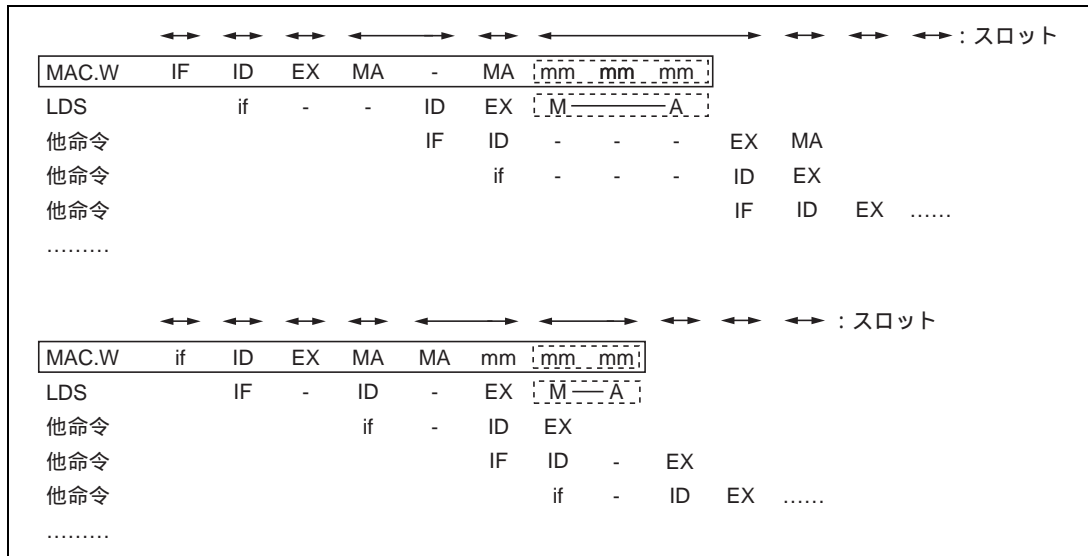 ：スロット
MAC.W IF ID EX MA - MA mm mm mm
LDS if - - ID EX M A
他命令 IF ID - - - EX MA
他命令 if - - - ID EX
他命令 IF ID EX ……
………
：スロット
MAC.W if ID EX MA MA mm mm mm
LDS IF - ID - EX M A
他命令 if - ID EX
他命令 IF ID - EX
他命令 if - ID EX ……
………